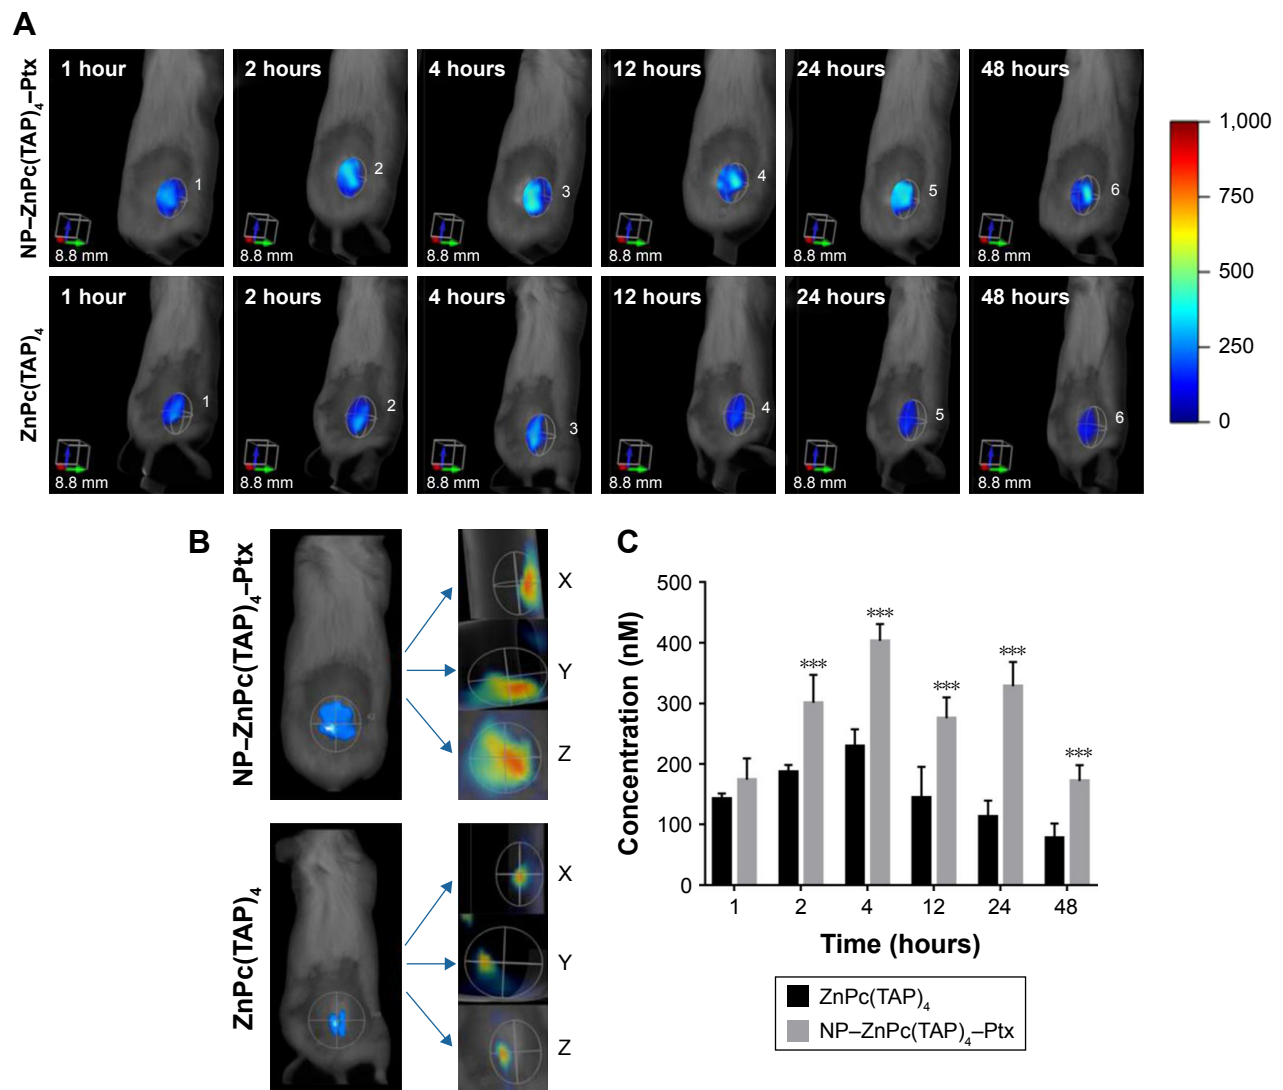 A
NP–ZnPc(TAP)₄–Ptx
1 hour
2 hours
4 hours
12 hours
24 hours
48 hours
1
2
3
4
5
6
8.8 mm
8.8 mm
8.8 mm
8.8 mm
8.8 mm
8.8 mm
ZnPc(TAP)₄
1 hour
2 hours
4 hours
12 hours
24 hours
48 hours
1
2
3
4
5
6
8.8 mm
8.8 mm
8.8 mm
8.8 mm
8.8 mm
8.8 mm
1,000
750
500
250
0
B
NP–ZnPc(TAP)₄–Ptx
X
Y
Z
ZnPc(TAP)₄
X
Y
Z
C
Concentration (nM)
500
400
300
200
100
0
***
***
***
***
***
1
2
4
12
24
48
Time (hours)
ZnPc(TAP)₄
NP–ZnPc(TAP)₄–Ptx